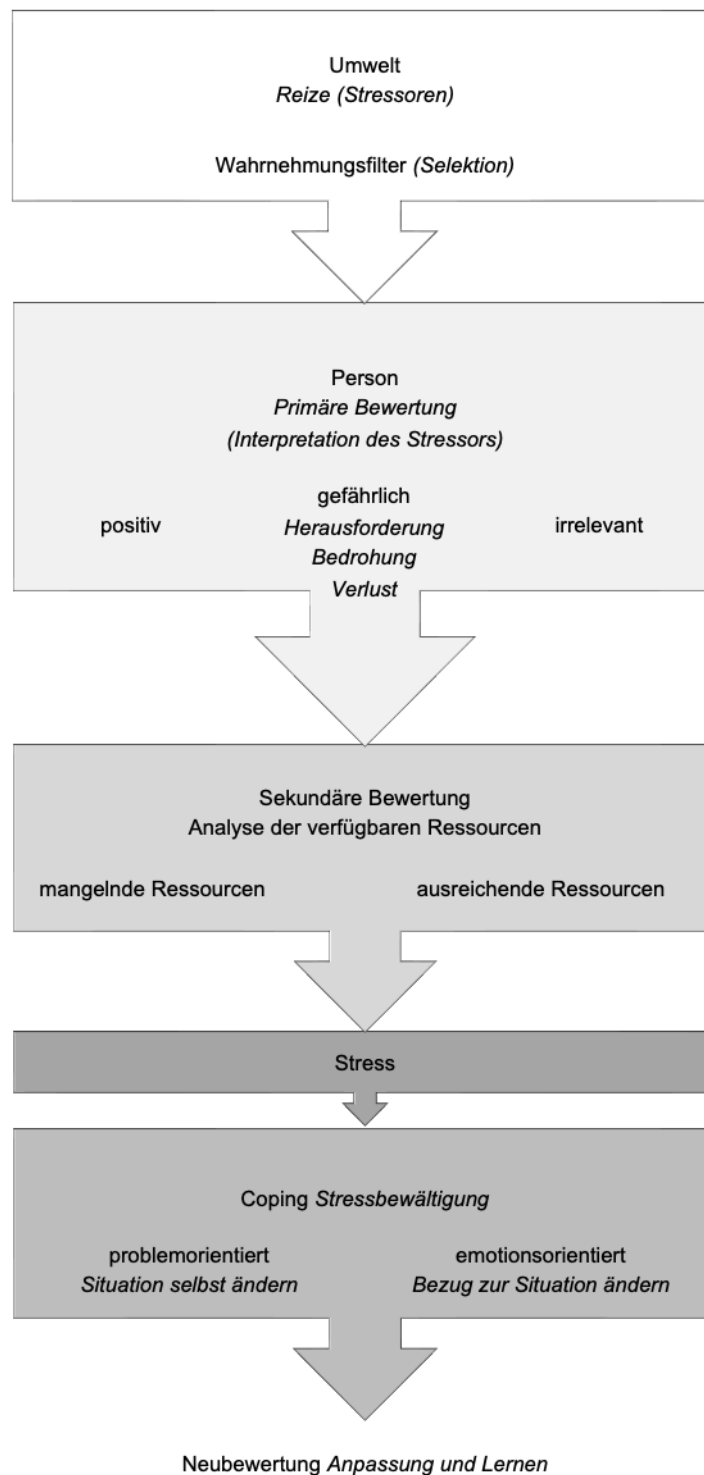 Umwelt
Reize (Stressoren)
Wahrnehmungsfilter (Selektion)
Person
Primäre Bewertung
(Interpretation des Stressors)
gefährlich
positiv Herausforderung irrelevant
Bedrohung
Verlust
Sekundäre Bewertung
Analyse der verfügbaren Ressourcen
mangelnde Ressourcen ausreichende Ressourcen
Stress
Coping Stressbewältigung
problemorientiert emotionsorientiert
Situation selbst ändern Bezug zur Situation ändern
Neubewertung Anpassung und Lernen